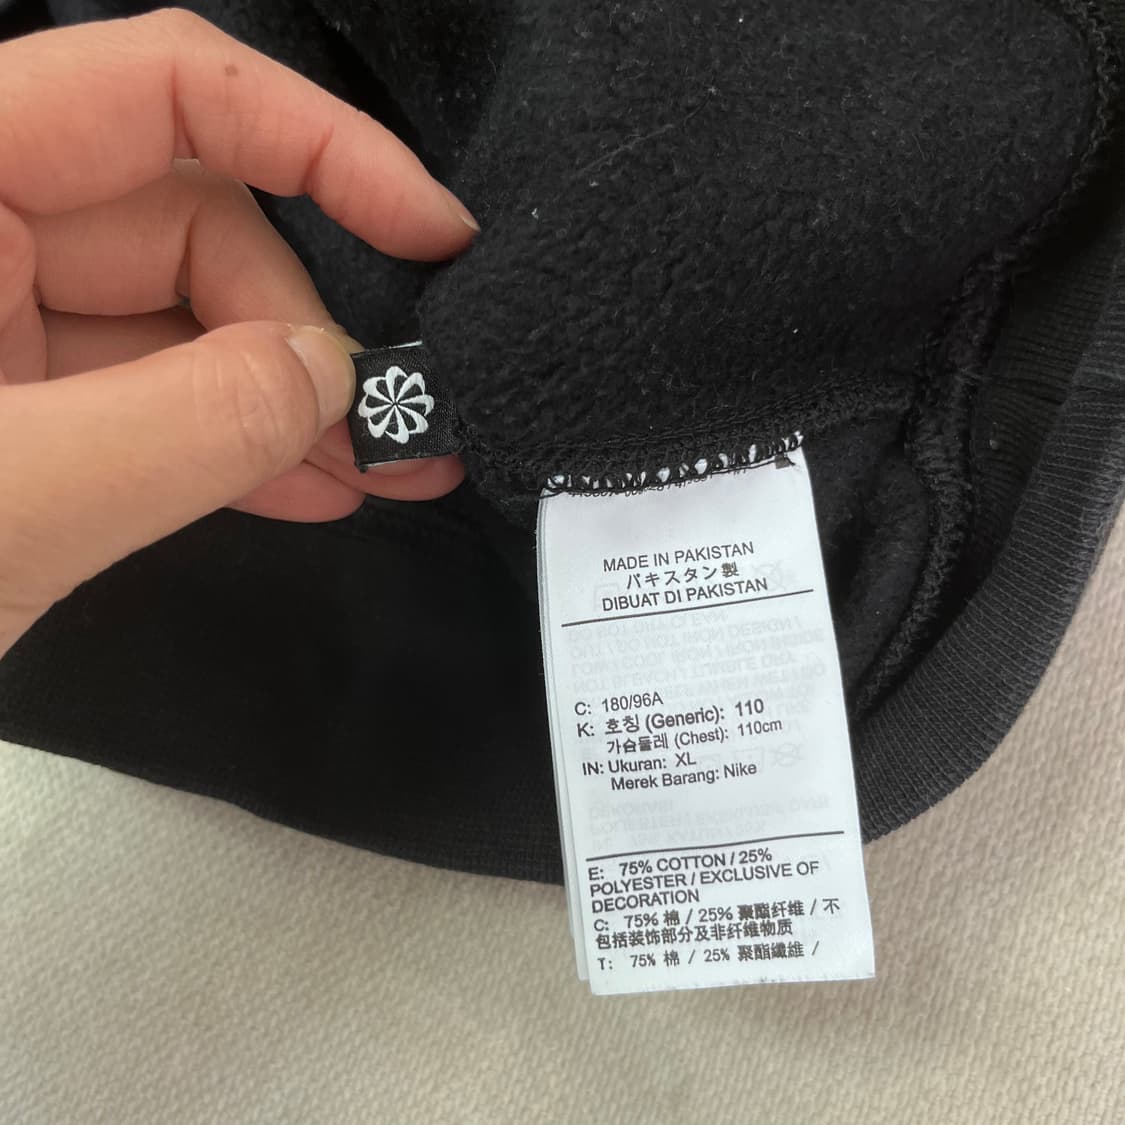 MADE IN PAKISTAN
パキスタン製
DIBUAT DI PAKISTAN
C: 180/96A
K: 호칭 (Generic): 110
가슴둘레 (Chest): 110cm
IN: Ukuran: XL
Merek Barang: Nike
E: 75% COTTON / 25%
POLYESTER / EXCLUSIVE OF
DECORATION
C: 75% 棉 / 25% 聚酯纤维 / 不
包括装饰部分及非纤维物质
T: 75% 棉 / 25% 聚酯纖維 /